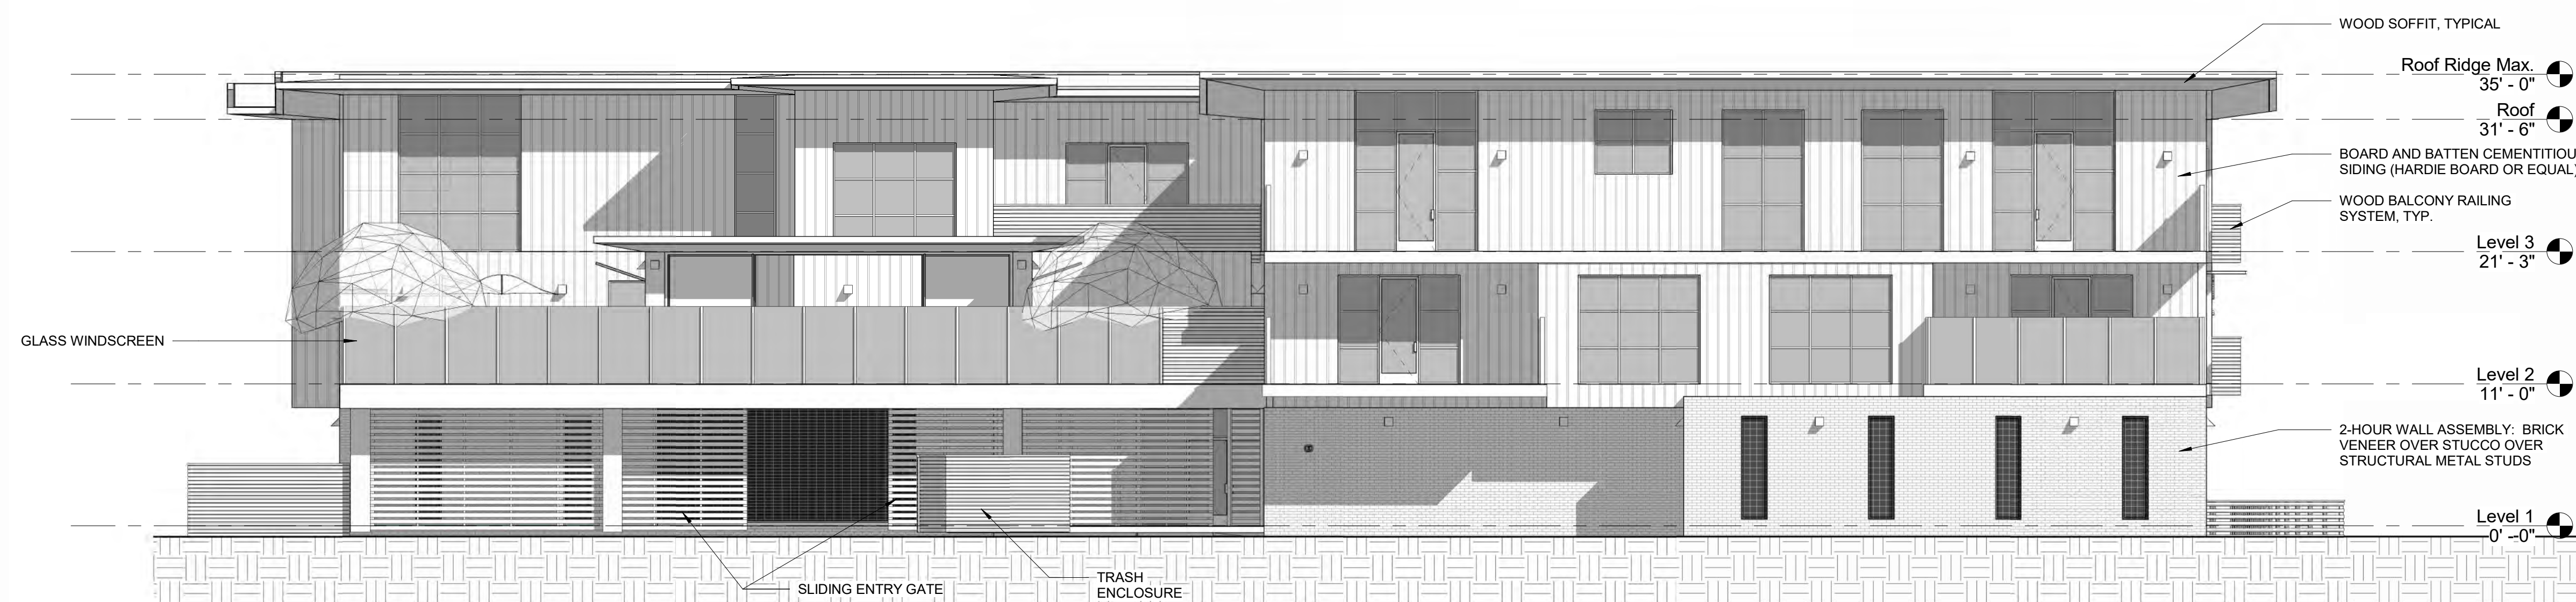 WOOD SOFFIT, TYPICAL
Roof Ridge Max.
35' - 0"
Roof
31' - 6"
BOARD AND BATTEN CEMENTITIOU
SIDING (HARDIE BOARD OR EQUAL)
WOOD BALCONY RAILING
SYSTEM, TYP.
Level 3
21' - 3"
GLASS WINDSCREEN
Level 2
11' - 0"
2-HOUR WALL ASSEMBLY: BRICK
VENEER OVER STUCCO OVER
STRUCTURAL METAL STUDS
Level 1
0' - 0"
SLIDING ENTRY GATE
TRASH
ENCLOSURE